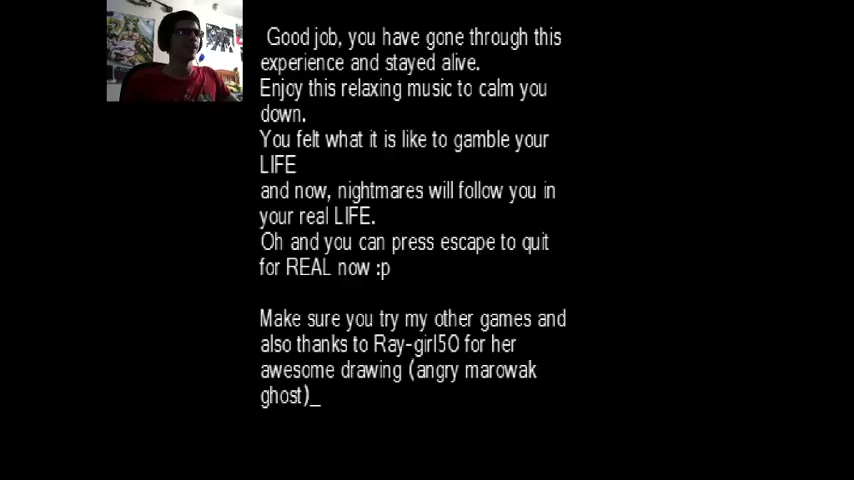 Good job, you have gone through this
experience and stayed alive.
Enjoy this relaxing music to calm you
down.
You felt what it is like to gamble your
LIFE
and now, nightmares will follow you in
your real LIFE.
Oh and you can press escape to quit
for REAL now :p
Make sure you try my other games and
also thanks to Ray-girl50 for her
awesome drawing (angry marowak
ghost)_